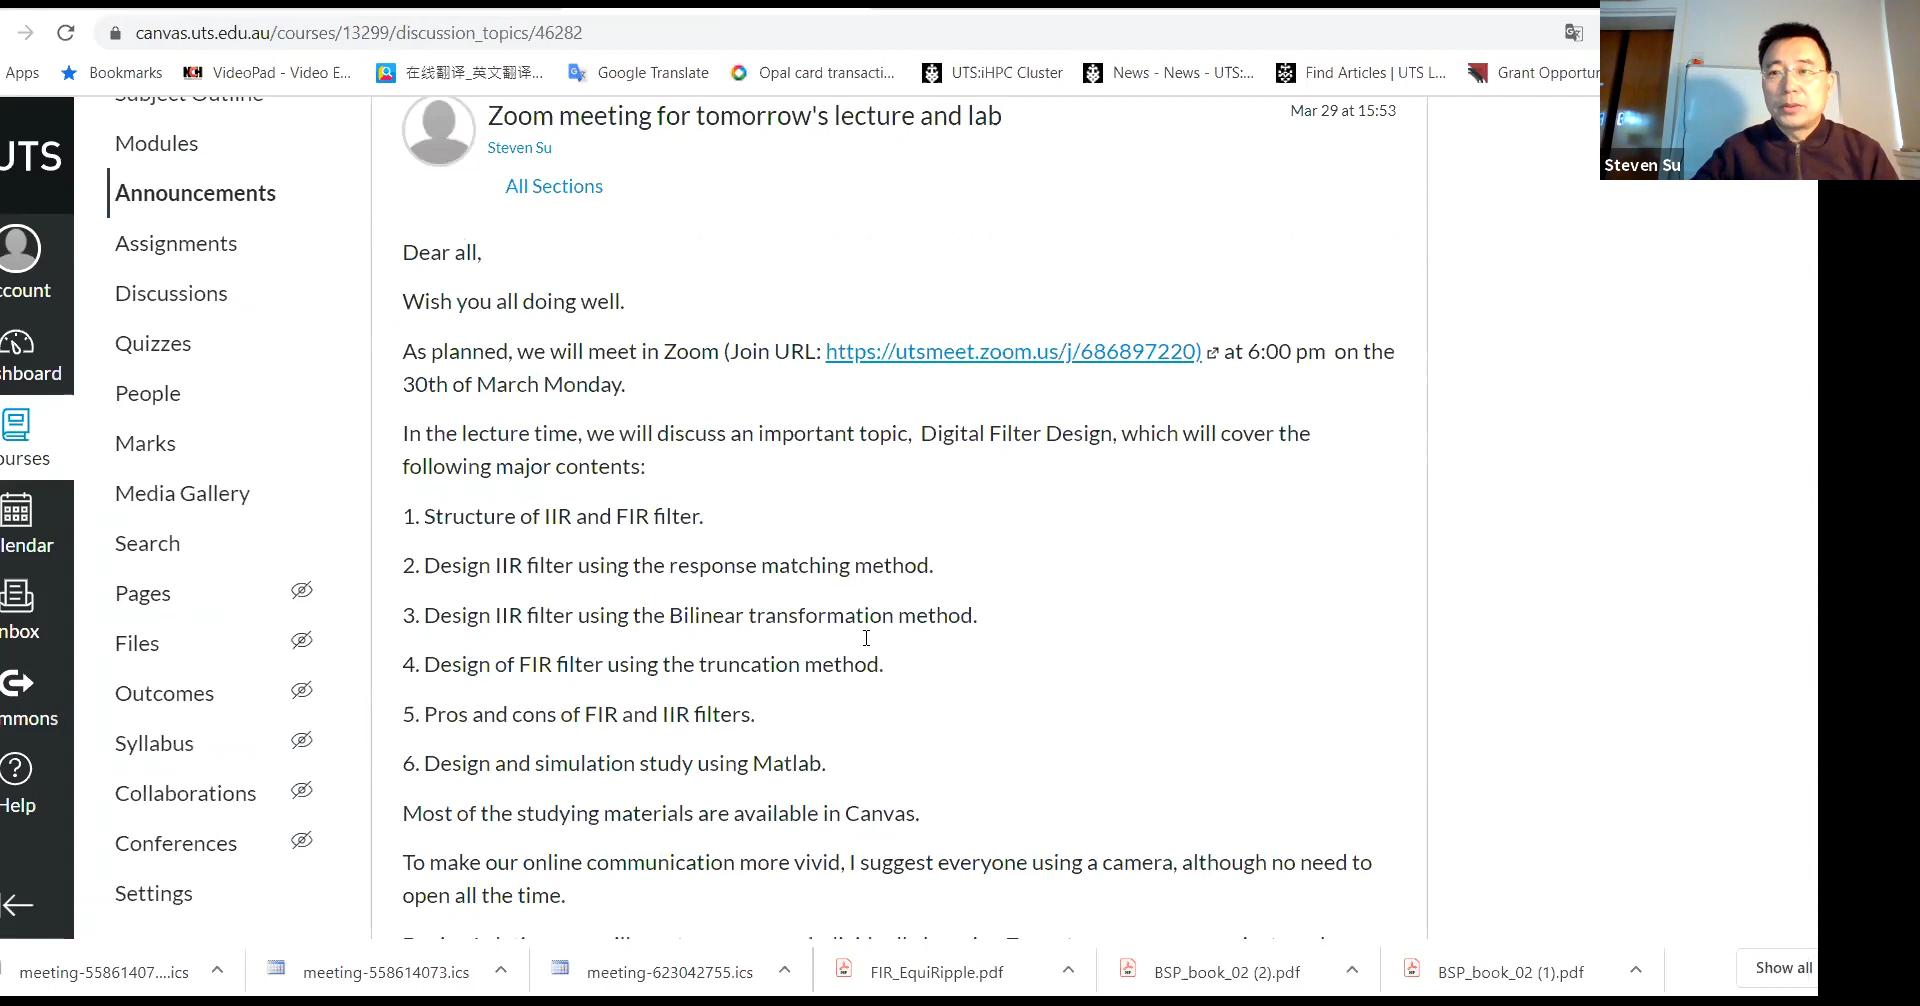 canvas.uts.edu.au/courses/13299/discussion_topics/46282
Apps Bookmarks VideoPad - Video E... 在线翻译_英文翻译... Google Translate Opal card transacti... UTS:iHPC Cluster News - News - UTS:... Find Articles | UTS L... Grant Opportu
Steven Su
UTS
ccount
shboard
ourses
lendar
nbox
mmons
Help
Subject Outline
Modules
Announcements
Assignments
Discussions
Quizzes
People
Marks
Media Gallery
Search
Pages
Files
Outcomes
Syllabus
Collaborations
Conferences
Settings
Zoom meeting for tomorrow's lecture and lab
Mar 29 at 15:53
Steven Su
All Sections
Dear all,
Wish you all doing well.
As planned, we will meet in Zoom (Join URL: https://utsmeet.zoom.us/j/686897220) at 6:00 pm on the
30th of March Monday.
In the lecture time, we will discuss an important topic, Digital Filter Design, which will cover the
following major contents:
1. Structure of IIR and FIR filter.
2. Design IIR filter using the response matching method.
3. Design IIR filter using the Bilinear transformation method.
4. Design of FIR filter using the truncation method.
5. Pros and cons of FIR and IIR filters.
6. Design and simulation study using Matlab.
Most of the studying materials are available in Canvas.
To make our online communication more vivid, I suggest everyone using a camera, although no need to
open all the time.
meeting-55861407....ics meeting-558614073.ics meeting-623042755.ics FIR_EquiRipple.pdf BSP_book_02 (2).pdf BSP_book_02 (1).pdf Show all